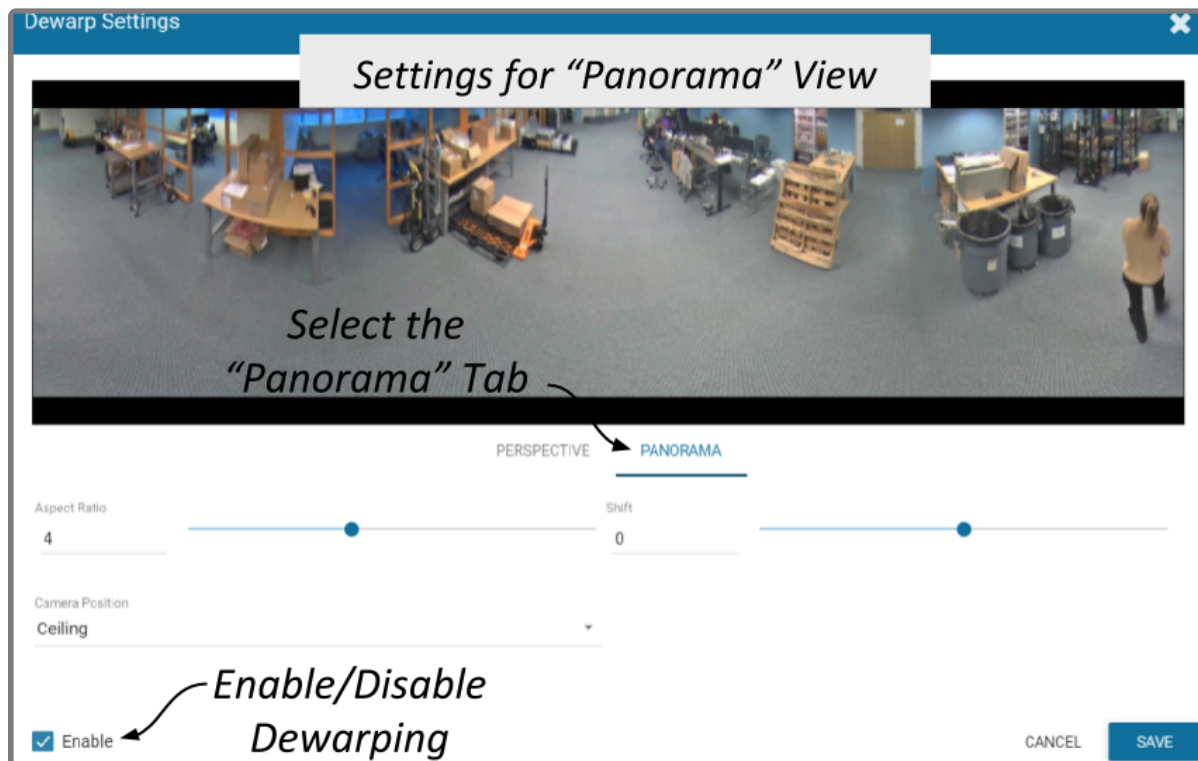 Dewarp Settings
Settings for “Panorama” View
Select the
“Panorama” Tab
PERSPECTIVE PANORAMA
Aspect Ratio Shift
4 0
Camera Position
Ceiling
Enable/Disable
Dewarping
Enable
CANCEL SAVE